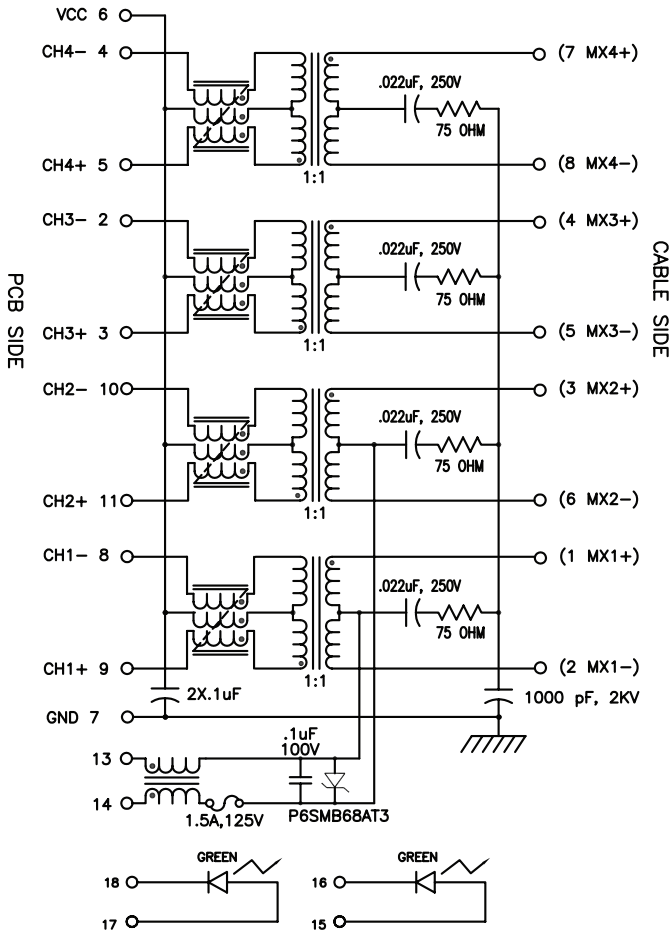 VCC 6
CH4- 4
(7 MX4+)
.022uF, 250V
75 OHM
CH4+ 5
(8 MX4-)
1:1
CH3- 2
(4 MX3+)
.022uF, 250V
75 OHM
CH3+ 3
(5 MX3-)
1:1
PCB SIDE
CABLE SIDE
CH2- 10
(3 MX2+)
.022uF, 250V
75 OHM
CH2+ 11
(6 MX2-)
1:1
CH1- 8
(1 MX1+)
.022uF, 250V
75 OHM
CH1+ 9
(2 MX1-)
1:1
2X.1uF
1000 pF, 2KV
GND 7
.1uF
100V
13
14
1.5A,125V
P6SMB68AT3
GREEN
18
17
GREEN
16
15